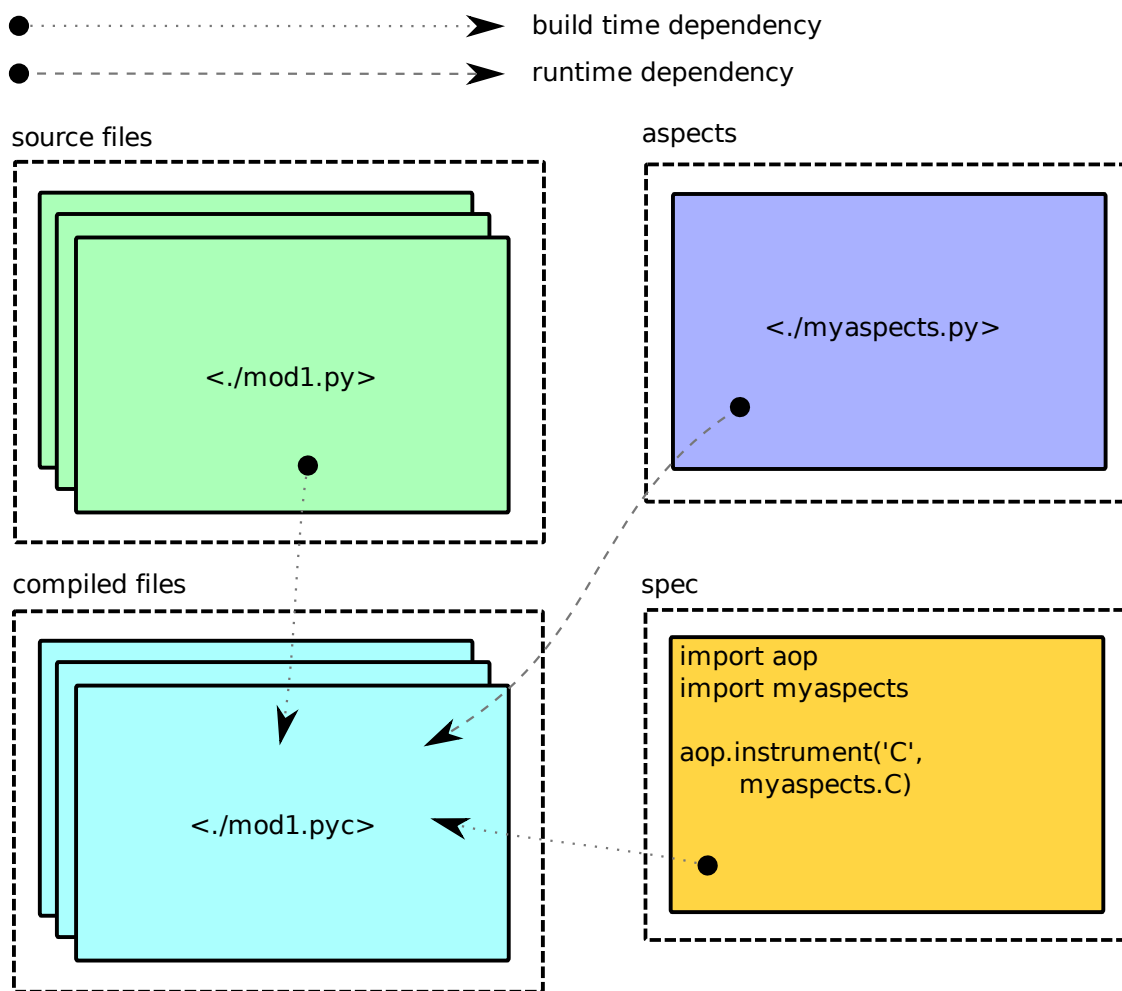 build time dependency
runtime dependency
source files
aspects
<./mod1.py>
<./myaspects.py>
compiled files
spec
<./mod1.pyc>
import aop
import myaspects
aop.instrument('C',
myaspects.C)